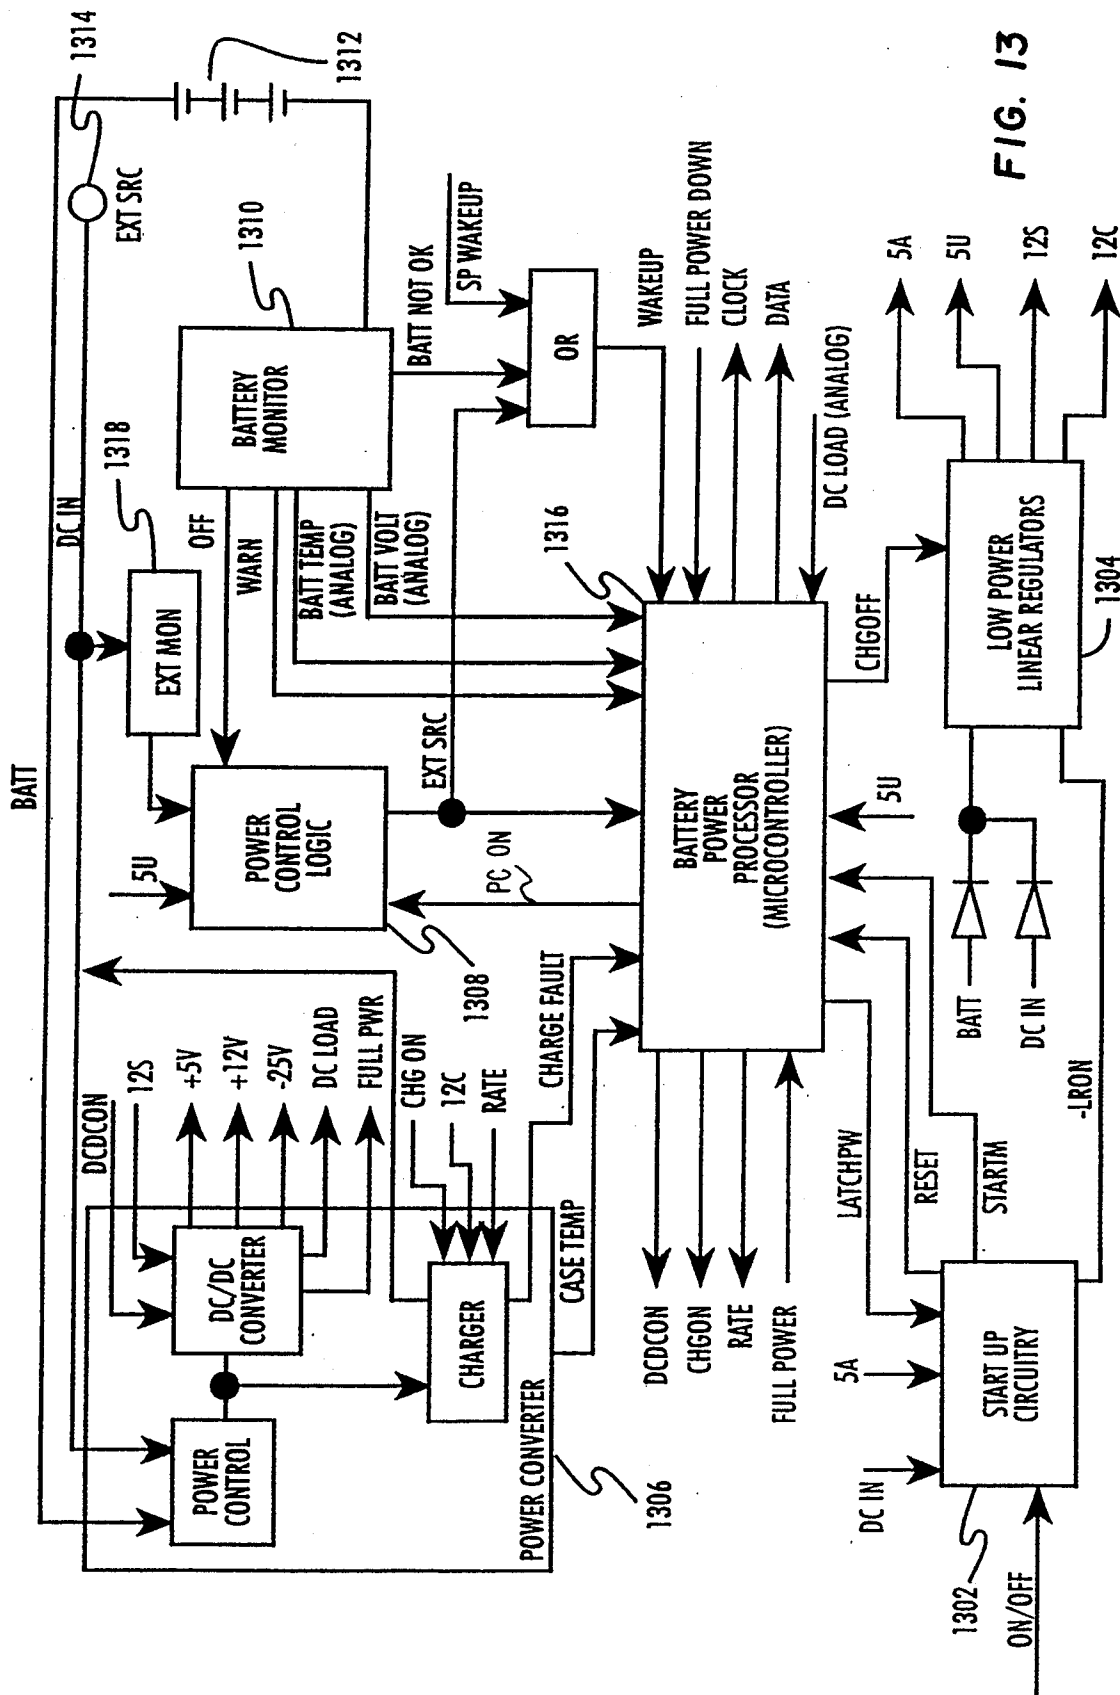 BATT
DC IN
EXT SRC
1314
1312
1318
EXT MON
5U
POWER
CONTROL
LOGIC
1308
OFF
WARN
BATT TEMP
(ANALOG)
BATT VOLT
(ANALOG)
BATTERY
MONITOR
1310
BATT NOT OK
SP WAKEUP
OR
EXT SRC
PC ON
DCDCON
12S
POWER
CONTROL
DC/DC
CONVERTER
+5V
+12V
-25V
DC LOAD
FULL PWR
CHG ON
12C
RATE
CHARGER
POWER CONVERTER
1306
CASE TEMP
CHARGE FAULT
1316
BATTERY
POWER
PROCESSOR
(MICROCONTROLLER)
DCDCON
CHGON
RATE
FULL POWER
WAKEUP
FULL POWER DOWN
CLOCK
DATA
DC LOAD (ANALOG)
LATCHPW
RESET
STARTM
5U
CHGOFF
DC IN
5A
START UP
CIRCUITRY
1302
ON/OFF
-LRON
BATT
DC IN
LOW POWER
LINEAR REGULATORS
1304
5A
5U
12S
12C
FIG. 13